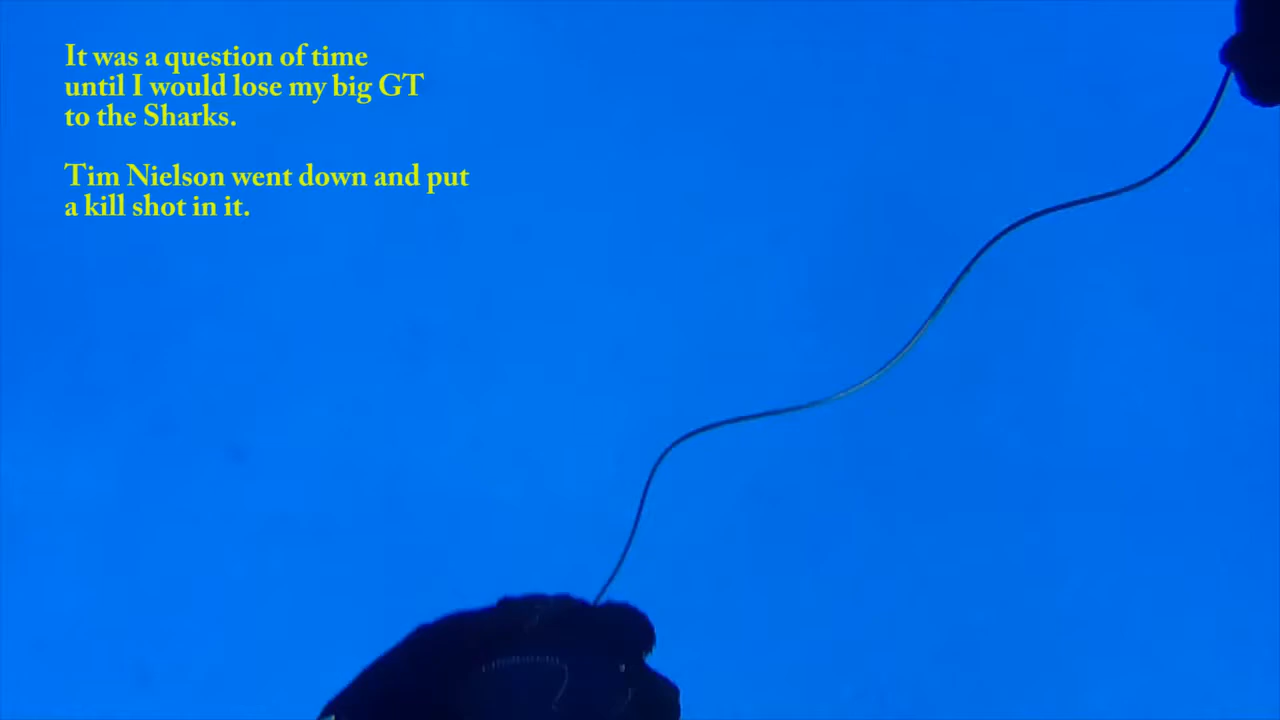 It was a question of time
until I would lose my big GT
to the Sharks.
Tim Nielson went down and put
a kill shot in it.